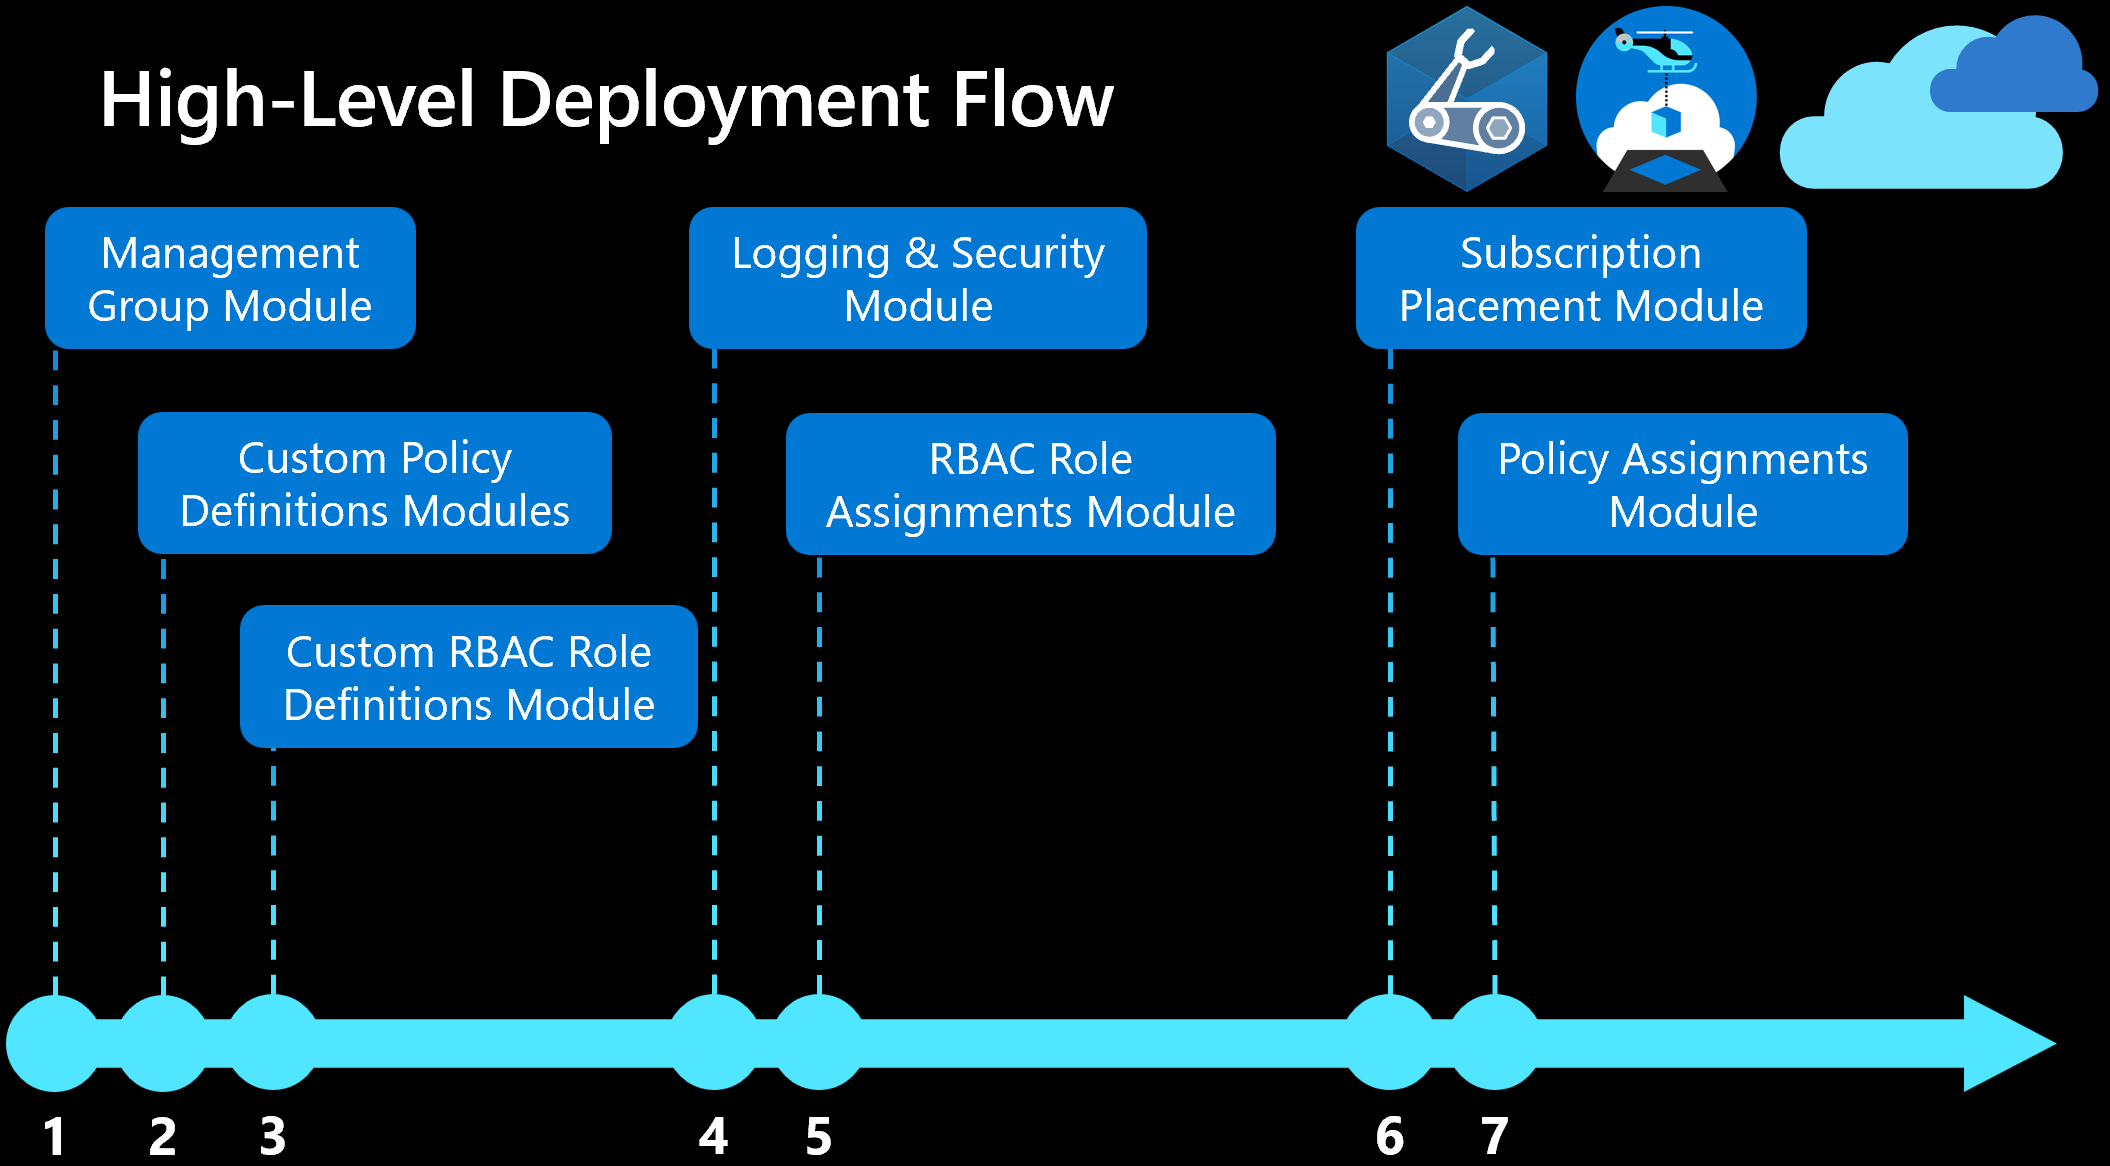 High-Level Deployment Flow
Management
Group Module
Custom Policy
Definitions Modules
Custom RBAC Role
Definitions Module
Logging & Security
Module
RBAC Role
Assignments Module
Subscription
Placement Module
Policy Assignments
Module
1 2 3 4 5 6 7